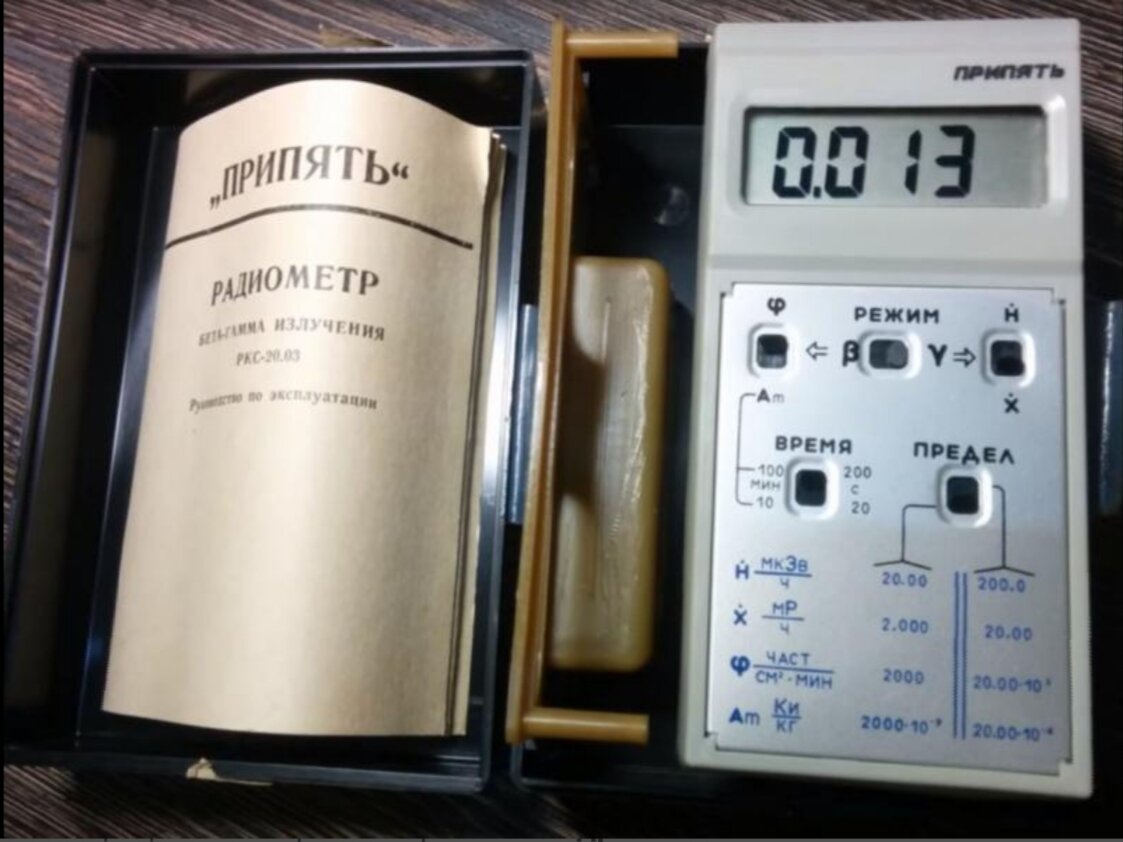 „ПРИПЯТЬ“
РАДИОМЕТР
БЕТА-ГАММА ИЗЛУЧЕНИЯ
РКС-20.03
Руководство по эксплуатации
ПРИПЯТЬ
0.013
φ РЕЖИМ Ḣ
⇐ β γ ⇒
Am Ẋ
ВРЕМЯ ПРЕДЕЛ
100 200
МИН с
10 20
Ḣ мкЗв/ч 20.00 200.0
Ẋ мР/ч 2.000 20.00
φ ЧАСТ/СМ²·МИН 2000 20.00·10³
Am Ки/кг 2000·10⁻⁹ 20.00·10⁻⁶